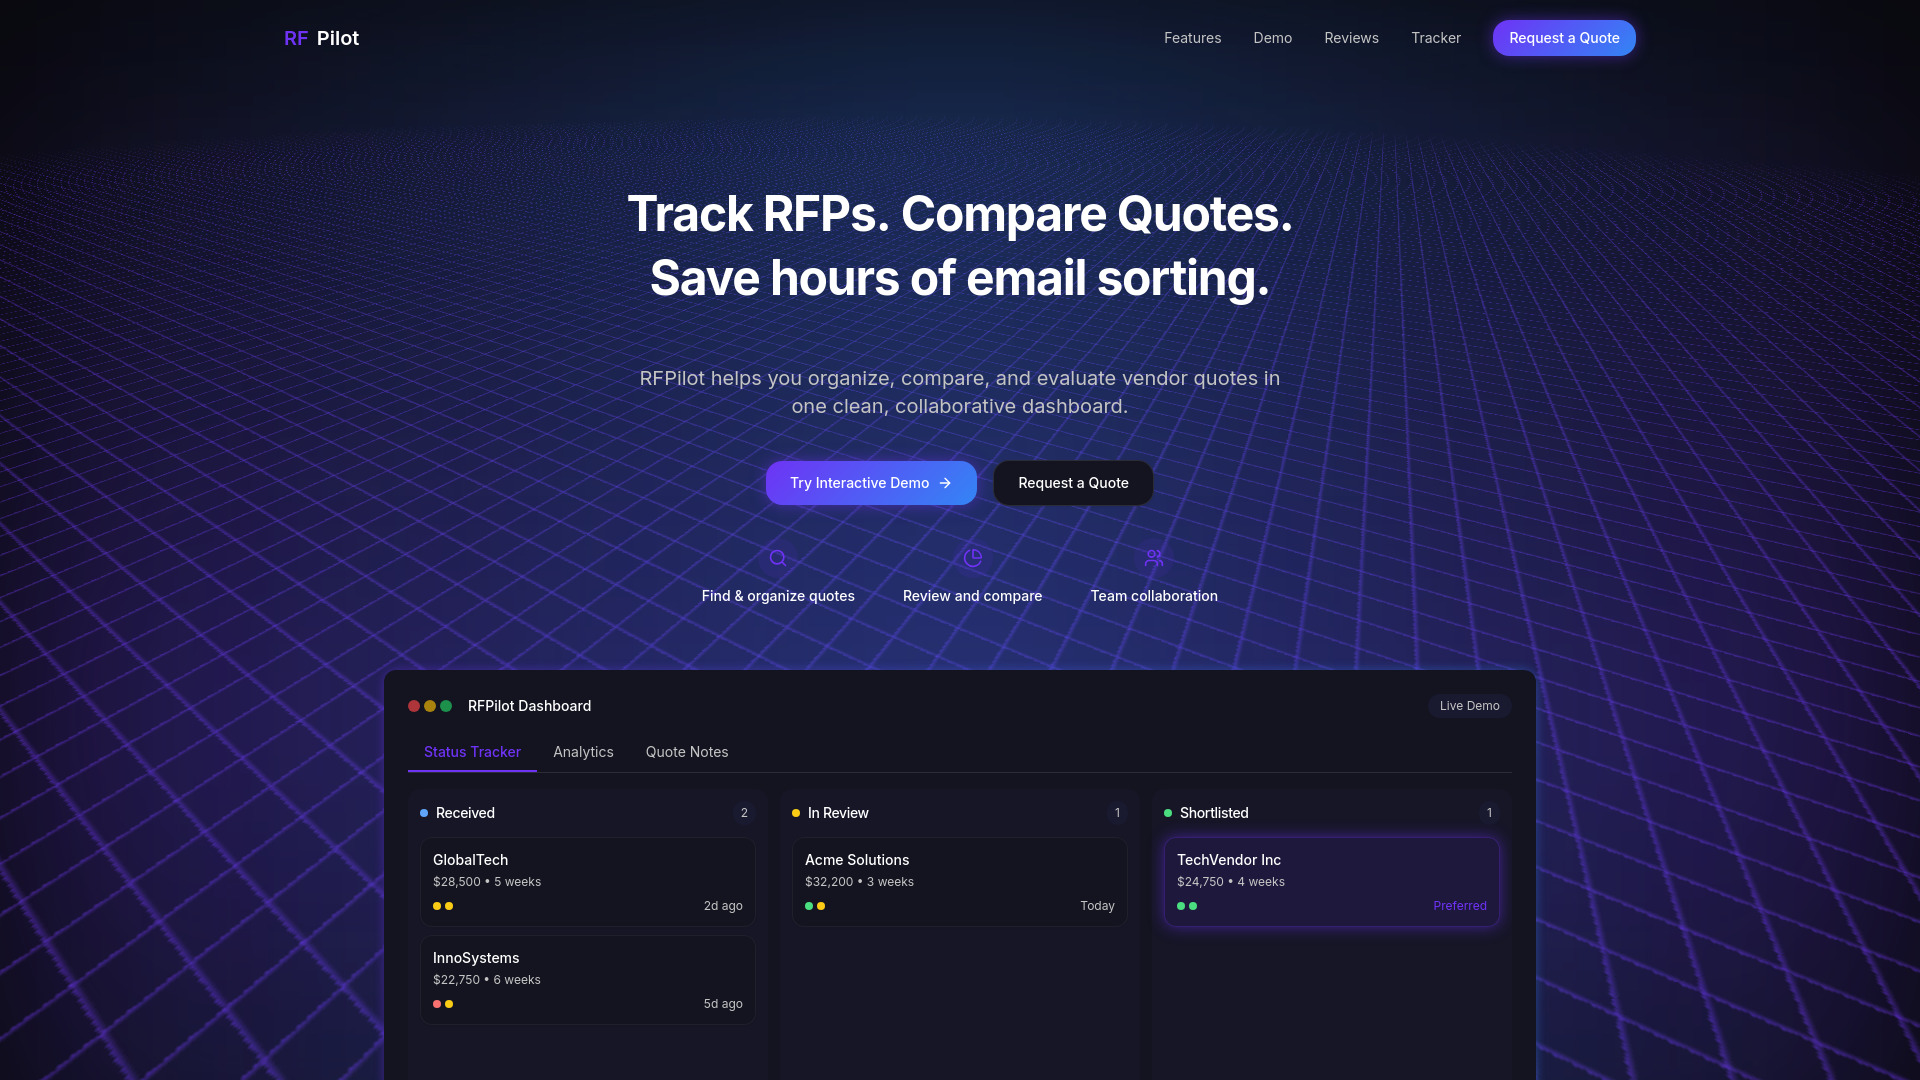 RF Pilot
Features
Demo
Reviews
Tracker
Request a Quote
Track RFPs. Compare Quotes.
Save hours of email sorting.
RFPilot helps you organize, compare, and evaluate vendor quotes in
one clean, collaborative dashboard.
Try Interactive Demo
Request a Quote
Find & organize quotes
Review and compare
Team collaboration
RFPilot Dashboard
Live Demo
Status Tracker
Analytics
Quote Notes
Received
2
GlobalTech
$28,500 • 5 weeks
2d ago
InnoSystems
$22,750 • 6 weeks
5d ago
In Review
1
Acme Solutions
$32,200 • 3 weeks
Today
Shortlisted
1
TechVendor Inc
$24,750 • 4 weeks
Preferred